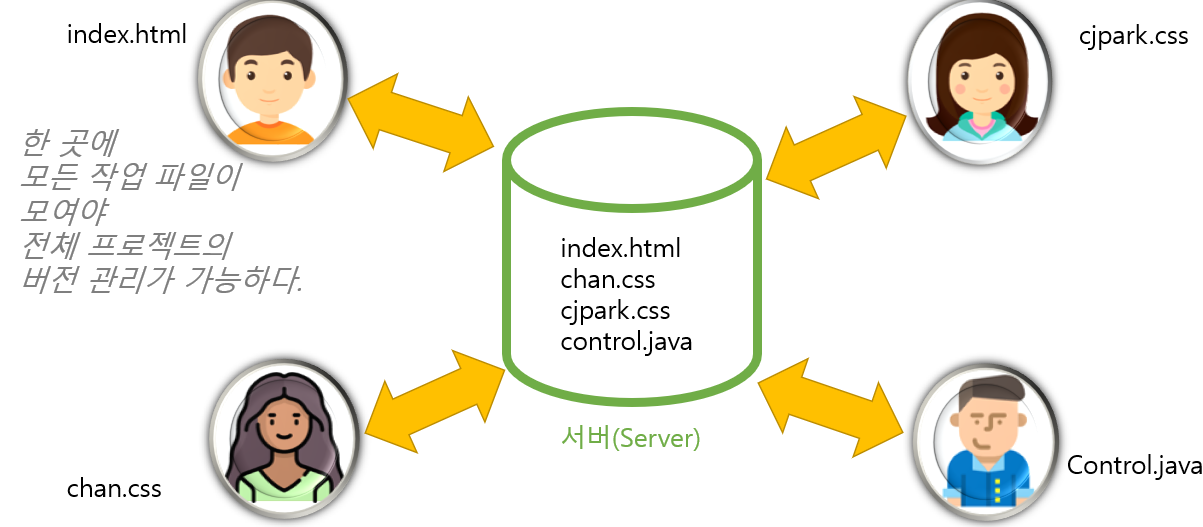 index.html
cjpark.css
한 곳에
모든 작업 파일이
모여야
전체 프로젝트의
버전 관리가 가능하다.
index.html
chan.css
cjpark.css
control.java
서버(Server)
chan.css
Control.java